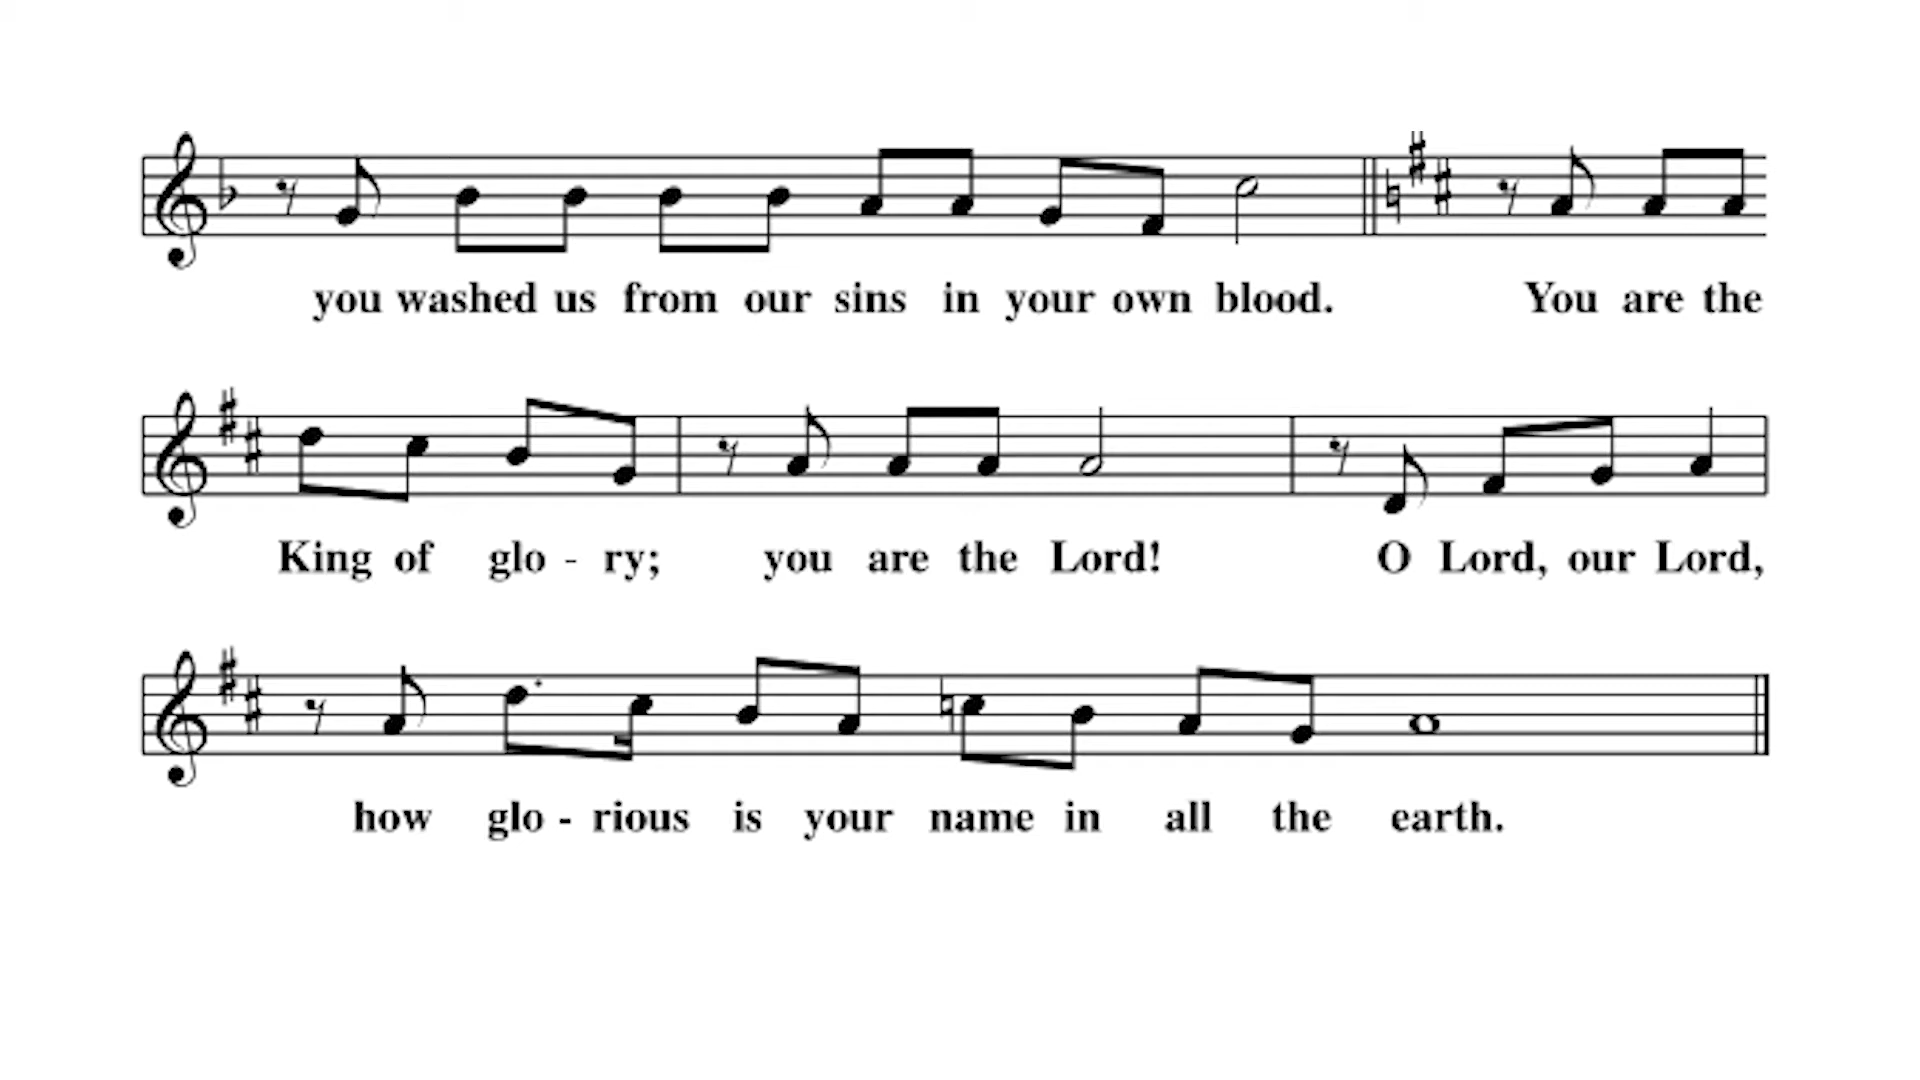 you washed us from our sins in your own blood. You are the
King of glo - ry; you are the Lord! O Lord, our Lord,
how glo - rious is your name in all the earth.